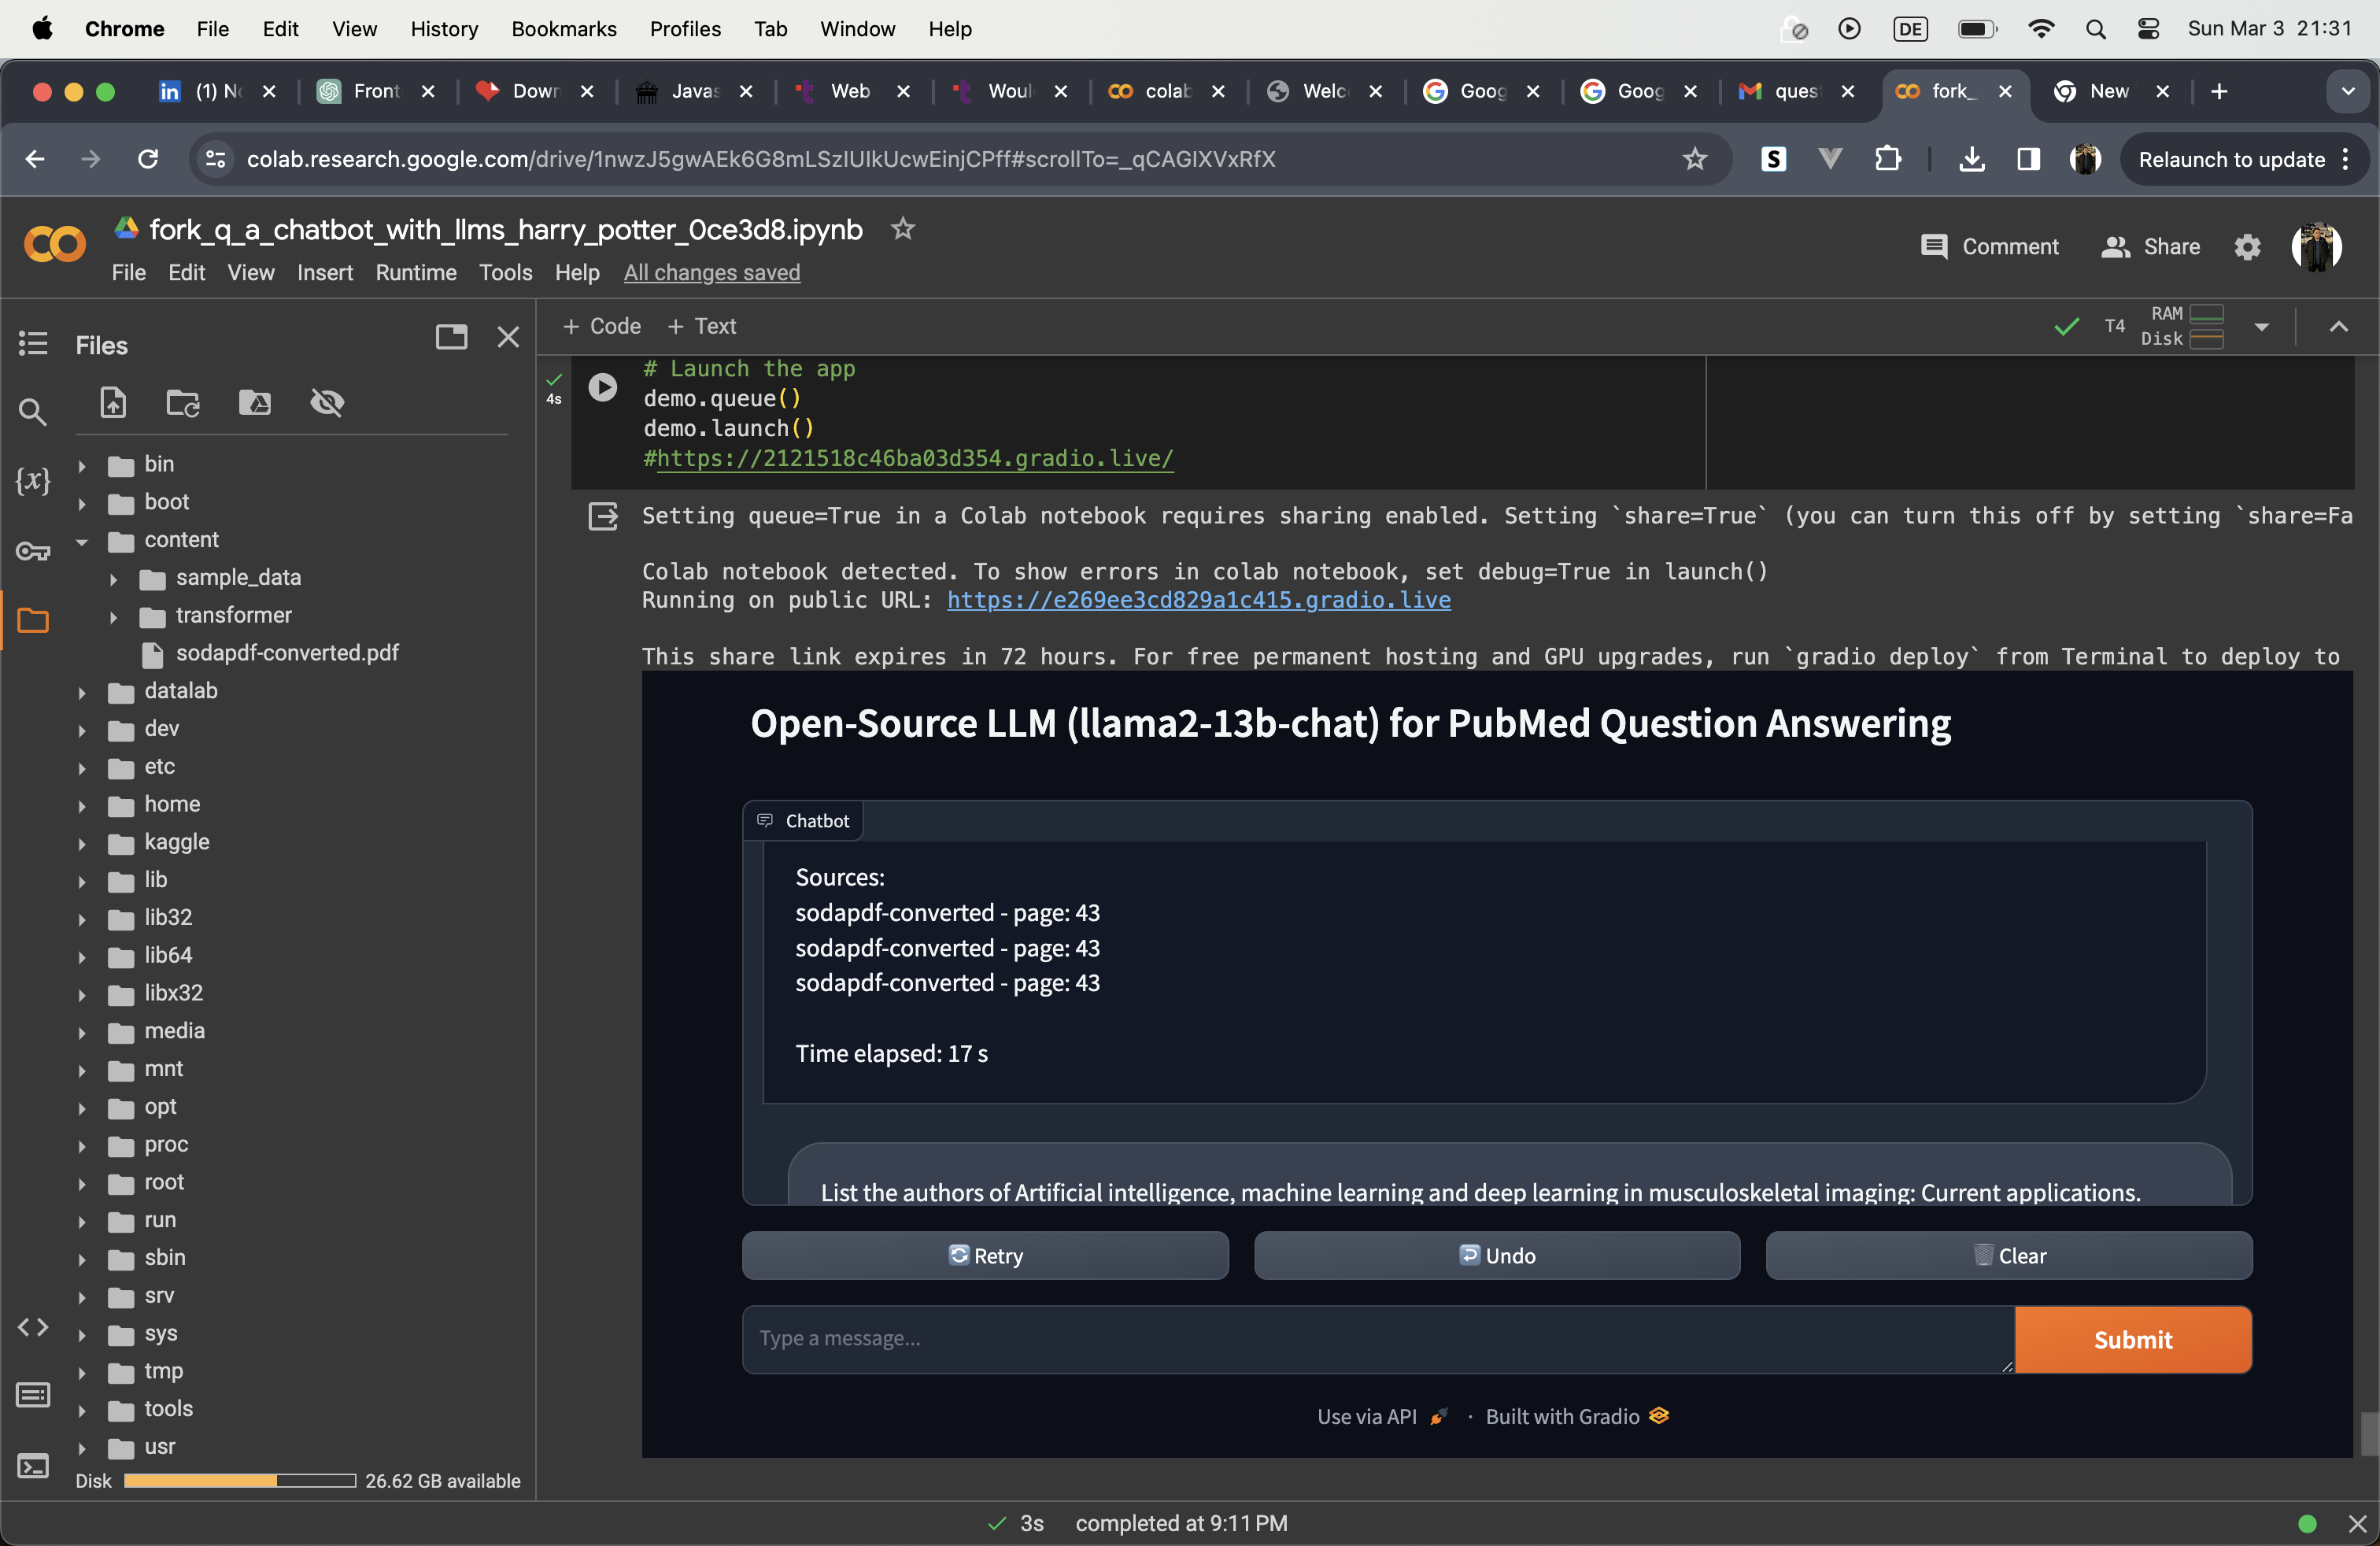 Chrome File Edit View History Bookmarks Profiles Tab Window Help DE Sun Mar 3 21:31
(1) No Front Down Javas Web Woul colab Welc Goog Goog ques fork_ New
colab.research.google.com/drive/1nwzJ5gwAEk6G8mLSzIUIkUcwEinjCPff#scrollTo=_qCAGIXVxRfX S Relaunch to update
fork_q_a_chatbot_with_llms_harry_potter_0ce3d8.ipynb
File Edit View Insert Runtime Tools Help All changes saved
Comment Share
Files
+ Code + Text
T4 RAM
Disk
{x}
bin
boot
content
sample_data
transformer
sodapdf-converted.pdf
datalab
dev
etc
home
kaggle
lib
lib32
lib64
libx32
media
mnt
opt
proc
root
run
sbin
srv
sys
tmp
tools
usr
Disk 26.62 GB available
4s
# Launch the app
demo.queue()
demo.launch()
#https://2121518c46ba03d354.gradio.live/
Setting queue=True in a Colab notebook requires sharing enabled. Setting `share=True` (you can turn this off by setting `share=Fa
Colab notebook detected. To show errors in colab notebook, set debug=True in launch()
Running on public URL: https://e269ee3cd829a1c415.gradio.live
This share link expires in 72 hours. For free permanent hosting and GPU upgrades, run `gradio deploy` from Terminal to deploy to
Open-Source LLM (llama2-13b-chat) for PubMed Question Answering
Chatbot
Sources:
sodapdf-converted - page: 43
sodapdf-converted - page: 43
sodapdf-converted - page: 43
Time elapsed: 17 s
List the authors of Artificial intelligence, machine learning and deep learning in musculoskeletal imaging: Current applications.
Retry Undo Clear
Type a message...
Submit
Use via API · Built with Gradio
3s completed at 9:11 PM